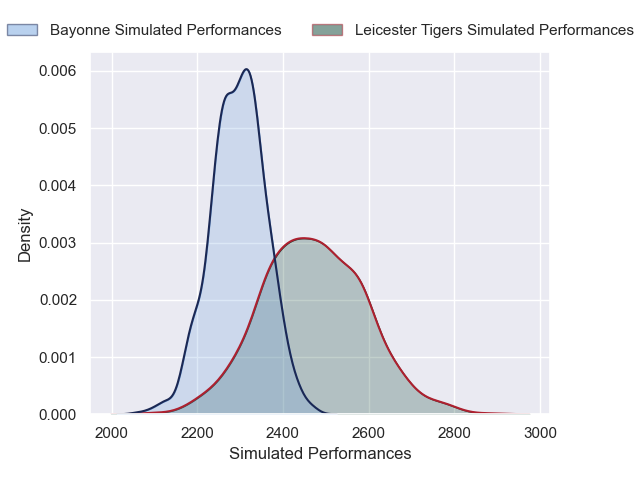 Bayonne Simulated Performances
Leicester Tigers Simulated Performances
0.006
0.005
0.004
0.003
0.002
0.001
0.000
Density
2000 2200 2400 2600 2800 3000
Simulated Performances